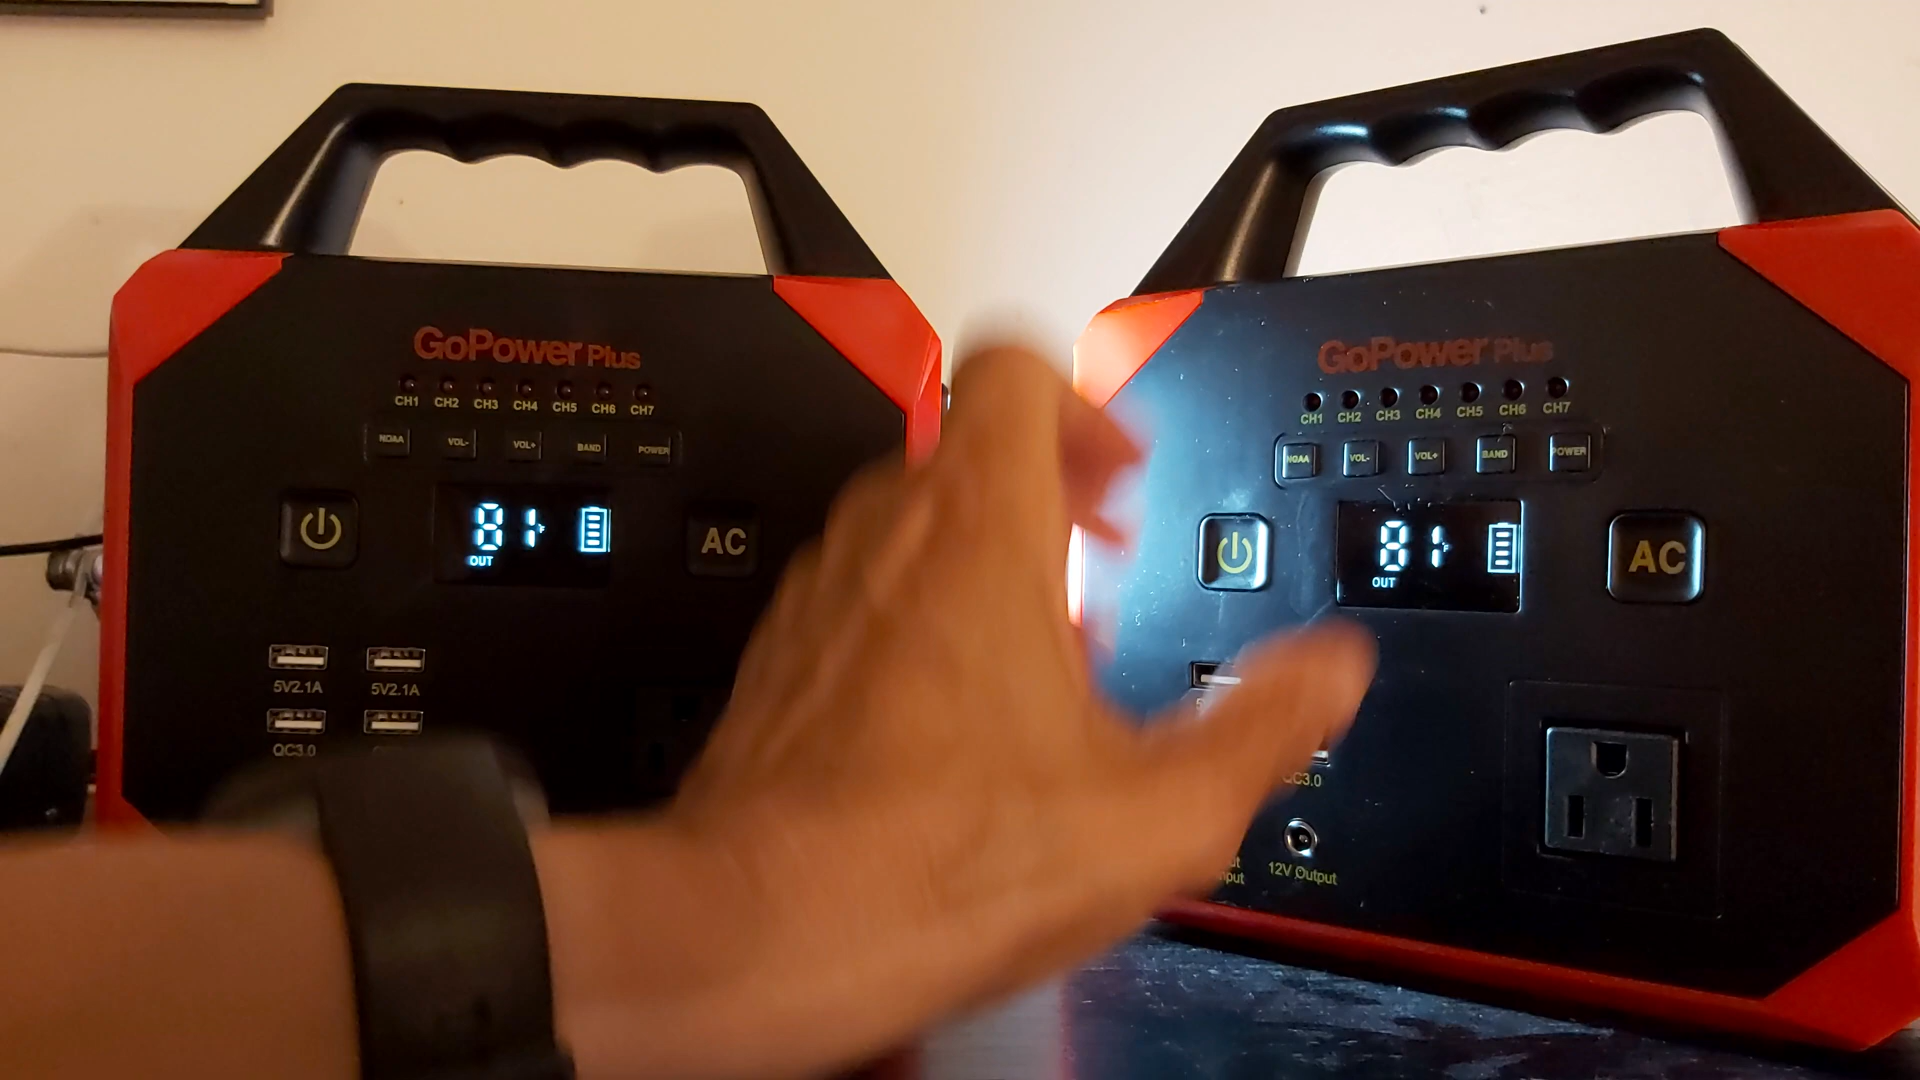 GoPower Plus
CH1 CH2 CH3 CH4 CH5 CH6 CH7
NOAA VOL- VOL+ BAND POWER
81°F
OUT
AC
5V2.1A 5V2.1A
QC3.0
GoPower Plus
CH1 CH2 CH3 CH4 CH5 CH6 CH7
NOAA VOL- VOL+ BAND POWER
81°F
OUT
AC
QC3.0
12V Output